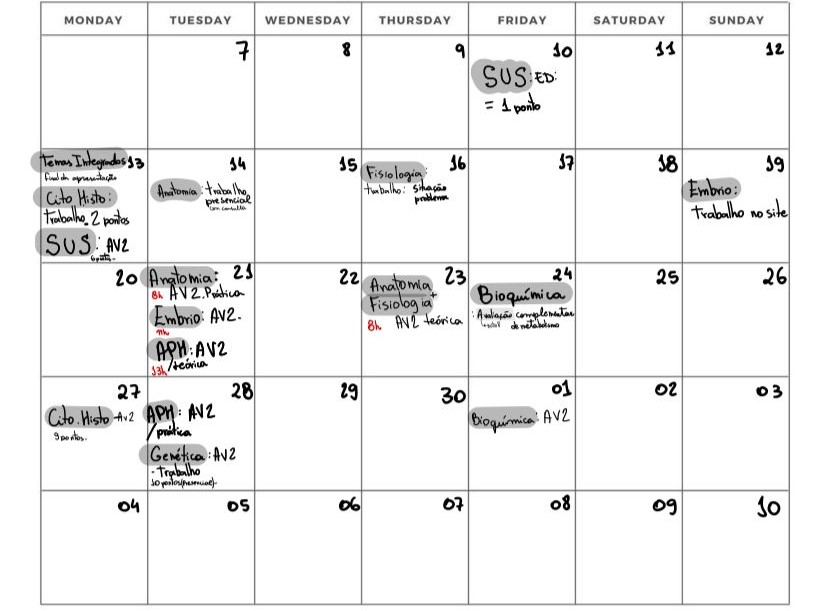 MONDAY TUESDAY WEDNESDAY THURSDAY FRIDAY SATURDAY SUNDAY
7
8
9
10
SUS: ED:
= 1 ponto
11
12
Temas Integrados 13
final da apresentação
Cito Histo:
Trabalho 2 pontos
SUS: AV2
14
Anatomia: trabalho
presencial
com consulta
15
16
Fisiologia:
trabalho: situação
problema
17
18
19
Embrio:
Trabalho no site
20
21
Anatomia:
8h AV2. Prática
Embrio: AV2.
11h
APH: AV2
13h /teórica
22
23
Anatomia
+
Fisiologia
8h AV2 teórica
24
Bioquímica
: Avaliação complementar
de metabolismo
25
26
27
Cito. Histo AV2
9 pontos.
28
APH: AV2
/prática
Genética: AV2
- Trabalho
10 pontos (presencial).
29
30
01
Bioquímica: AV2
02
03
04
05
06
07
08
09
10